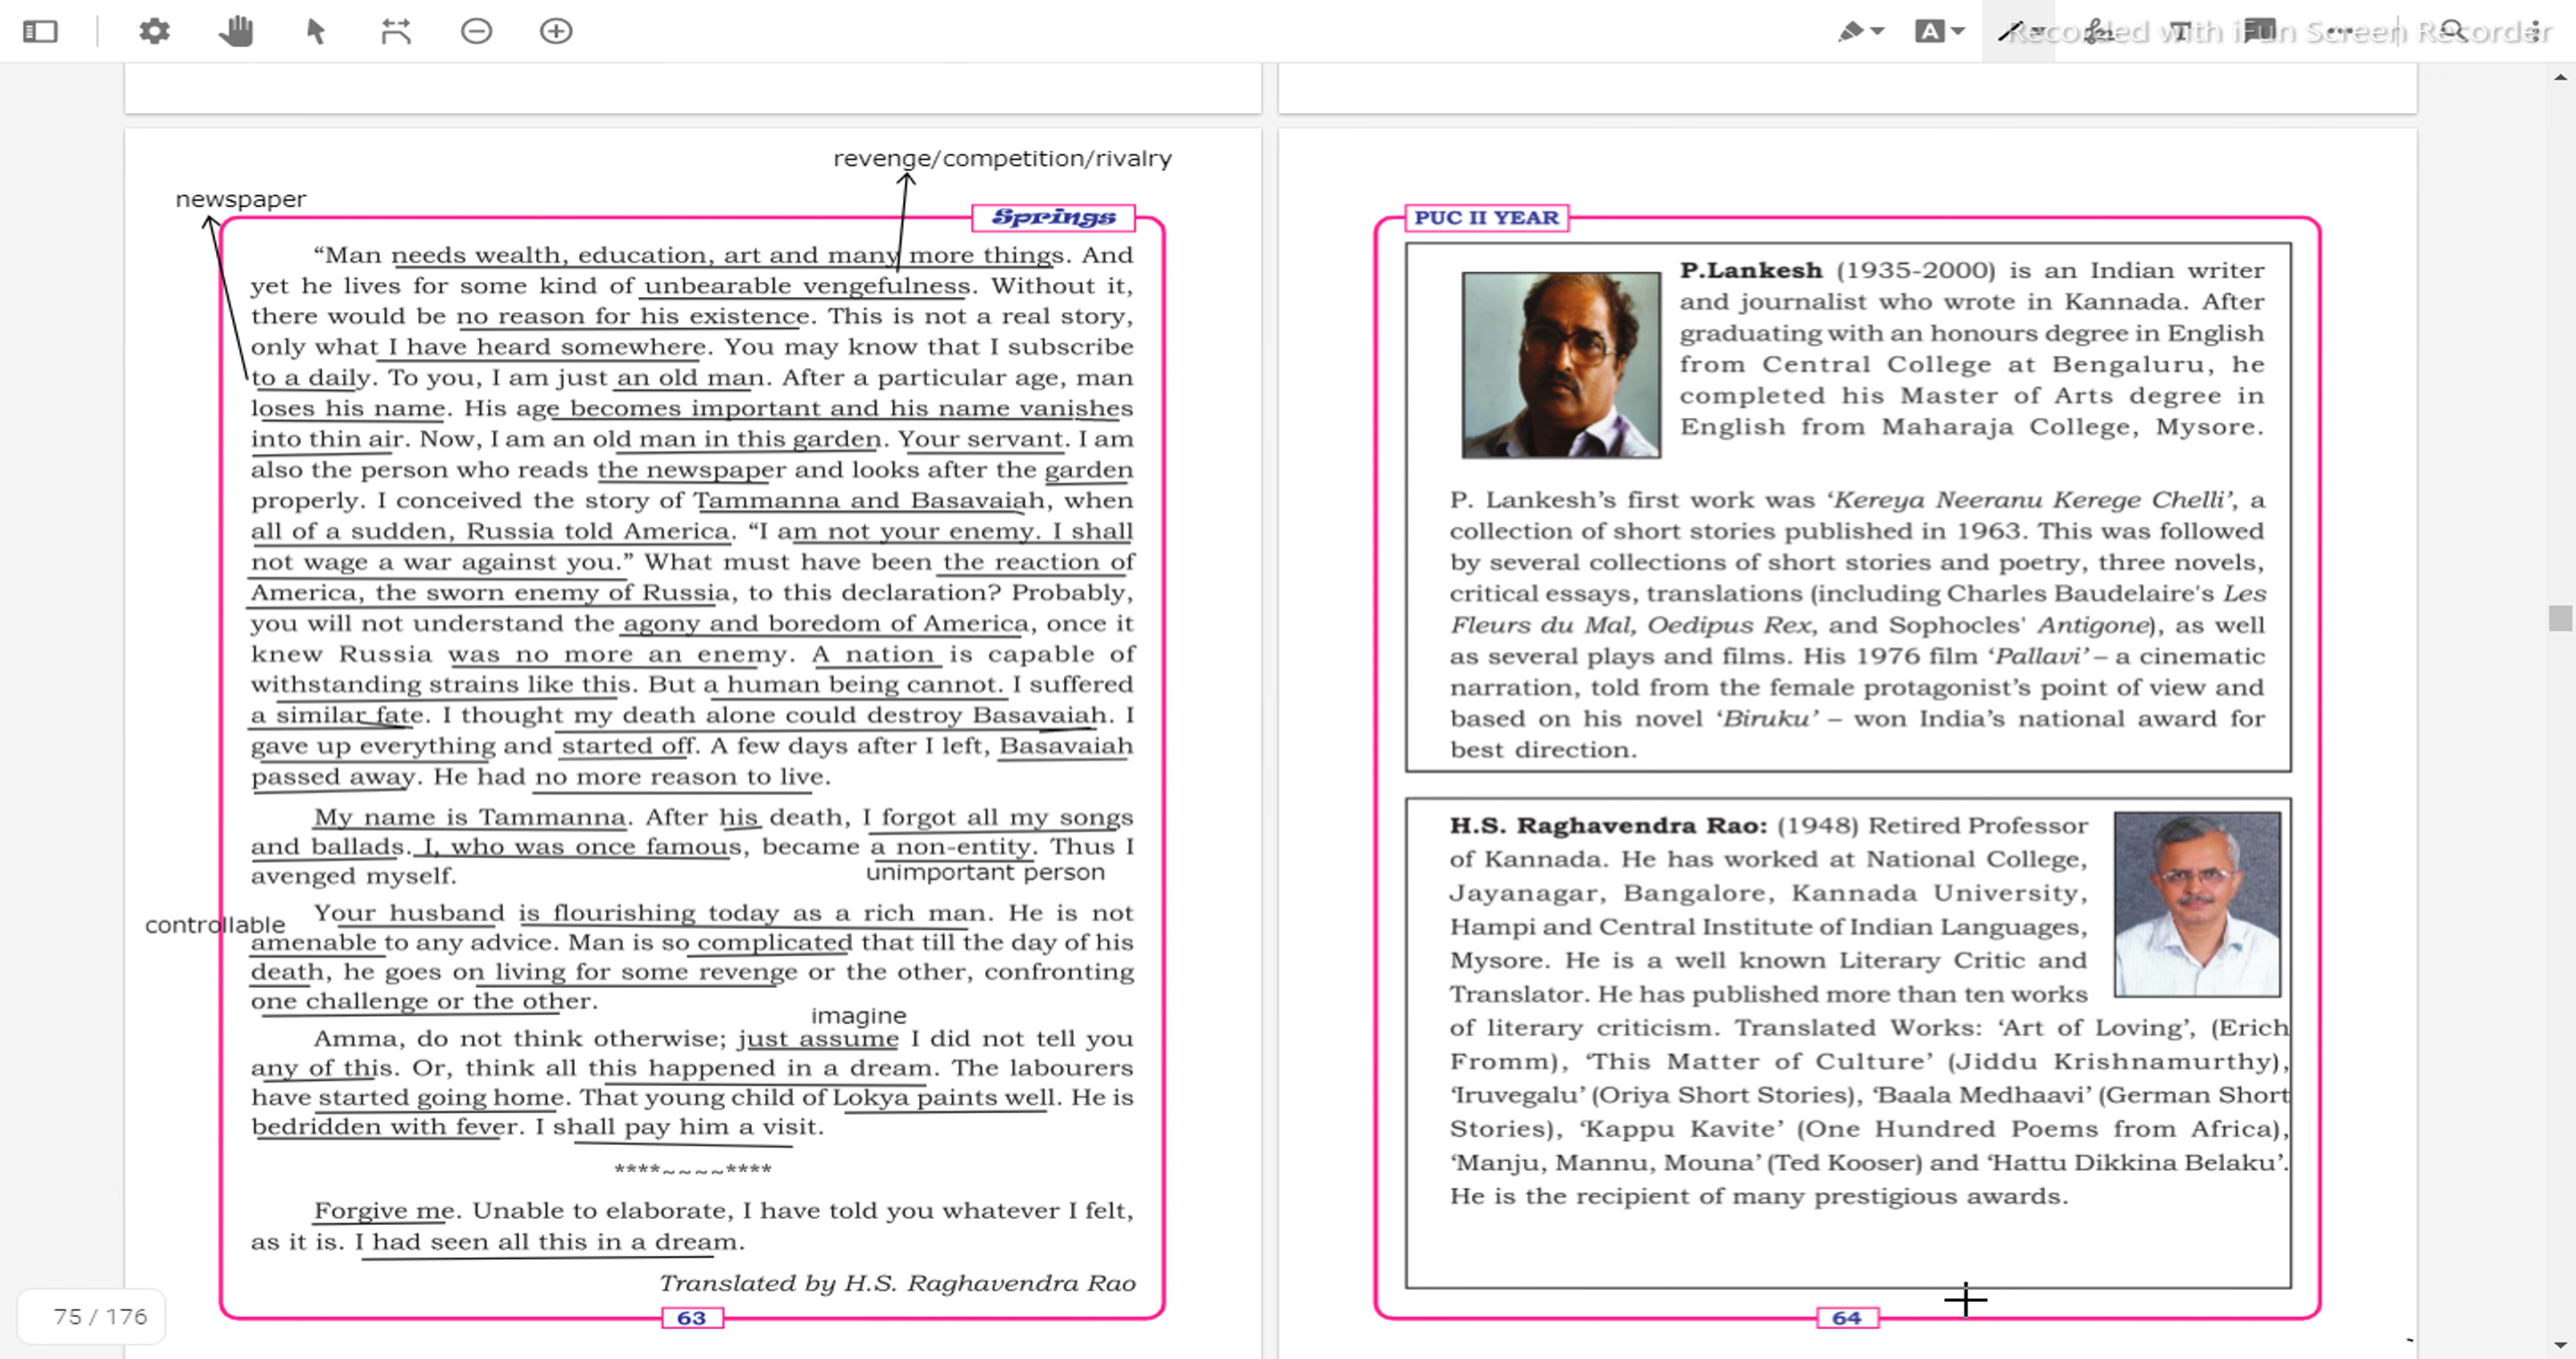 Recorded with iFun Screen Recorder
revenge/competition/rivalry
newspaper
Springs
“Man needs wealth, education, art and many more things. And
yet he lives for some kind of unbearable vengefulness. Without it,
there would be no reason for his existence. This is not a real story,
only what I have heard somewhere. You may know that I subscribe
to a daily. To you, I am just an old man. After a particular age, man
loses his name. His age becomes important and his name vanishes
into thin air. Now, I am an old man in this garden. Your servant. I am
also the person who reads the newspaper and looks after the garden
properly. I conceived the story of Tammanna and Basavaiah, when
all of a sudden, Russia told America. “I am not your enemy. I shall
not wage a war against you.” What must have been the reaction of
America, the sworn enemy of Russia, to this declaration? Probably,
you will not understand the agony and boredom of America, once it
knew Russia was no more an enemy. A nation is capable of
withstanding strains like this. But a human being cannot. I suffered
a similar fate. I thought my death alone could destroy Basavaiah. I
gave up everything and started off. A few days after I left, Basavaiah
passed away. He had no more reason to live.
My name is Tammanna. After his death, I forgot all my songs
and ballads. I, who was once famous, became a non-entity. Thus I
avenged myself.
unimportant person
Your husband is flourishing today as a rich man. He is not
controllable
amenable to any advice. Man is so complicated that till the day of his
death, he goes on living for some revenge or the other, confronting
one challenge or the other.
imagine
Amma, do not think otherwise; just assume I did not tell you
any of this. Or, think all this happened in a dream. The labourers
have started going home. That young child of Lokya paints well. He is
bedridden with fever. I shall pay him a visit.
****~~~~****
Forgive me. Unable to elaborate, I have told you whatever I felt,
as it is. I had seen all this in a dream.
Translated by H.S. Raghavendra Rao
63
75 / 176
PUC II YEAR
P.Lankesh (1935-2000) is an Indian writer
and journalist who wrote in Kannada. After
graduating with an honours degree in English
from Central College at Bengaluru, he
completed his Master of Arts degree in
English from Maharaja College, Mysore.
P. Lankesh’s first work was ‘Kereya Neeranu Kerege Chelli’, a
collection of short stories published in 1963. This was followed
by several collections of short stories and poetry, three novels,
critical essays, translations (including Charles Baudelaire's Les
Fleurs du Mal, Oedipus Rex, and Sophocles' Antigone), as well
as several plays and films. His 1976 film ‘Pallavi’ – a cinematic
narration, told from the female protagonist’s point of view and
based on his novel ‘Biruku’ – won India’s national award for
best direction.
H.S. Raghavendra Rao: (1948) Retired Professor
of Kannada. He has worked at National College,
Jayanagar, Bangalore, Kannada University,
Hampi and Central Institute of Indian Languages,
Mysore. He is a well known Literary Critic and
Translator. He has published more than ten works
of literary criticism. Translated Works: ‘Art of Loving’, (Erich
Fromm), ‘This Matter of Culture’ (Jiddu Krishnamurthy),
‘Iruvegalu’ (Oriya Short Stories), ‘Baala Medhaavi’ (German Short
Stories), ‘Kappu Kavite’ (One Hundred Poems from Africa),
‘Manju, Mannu, Mouna’ (Ted Kooser) and ‘Hattu Dikkina Belaku’.
He is the recipient of many prestigious awards.
64